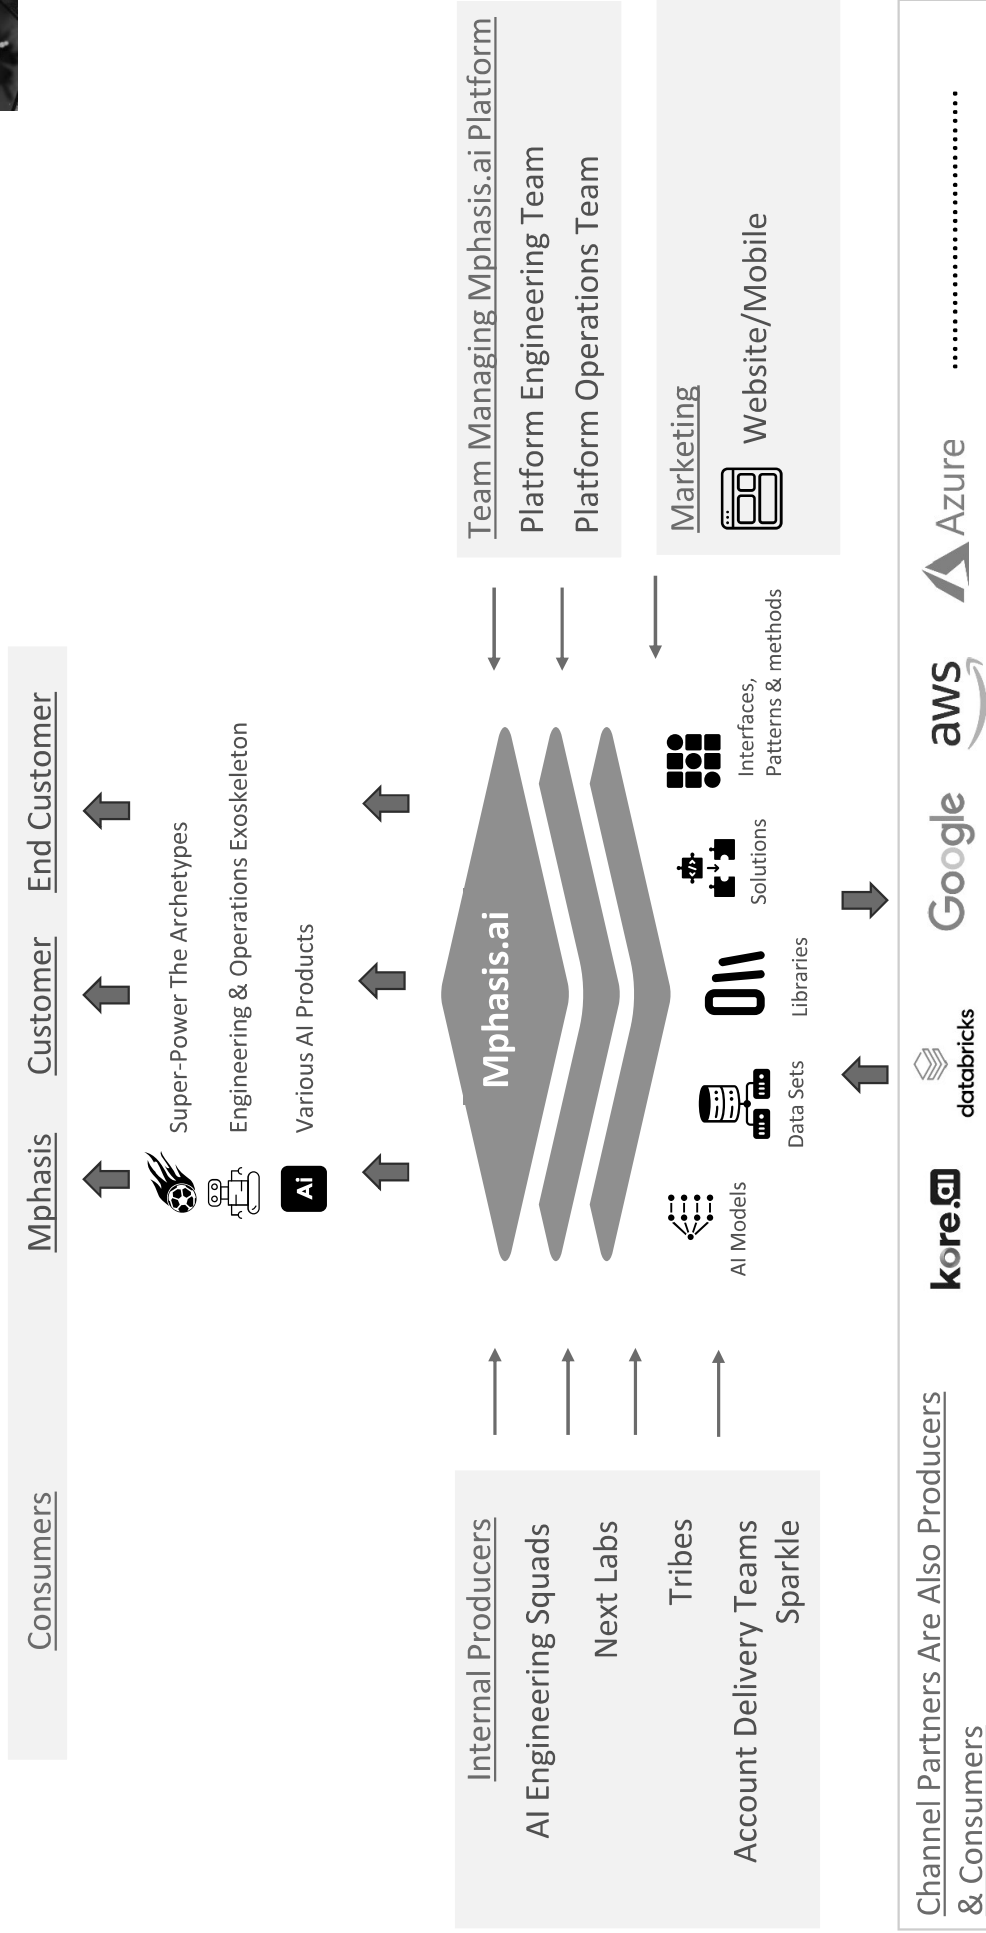 Consumers
Mphasis
Customer
End Customer
Super-Power The Archetypes
Engineering & Operations Exoskeleton
Ai
Various AI Products
Internal Producers
AI Engineering Squads
Next Labs
Tribes
Account Delivery Teams
Sparkle
Mphasis.ai
AI Models
Data Sets
Libraries
Solutions
Interfaces,
Patterns & methods
Team Managing Mphasis.ai Platform
Platform Engineering Team
Platform Operations Team
Marketing
Website/Mobile
Channel Partners Are Also Producers
& Consumers
kore.ai
databricks
Google
aws
Azure